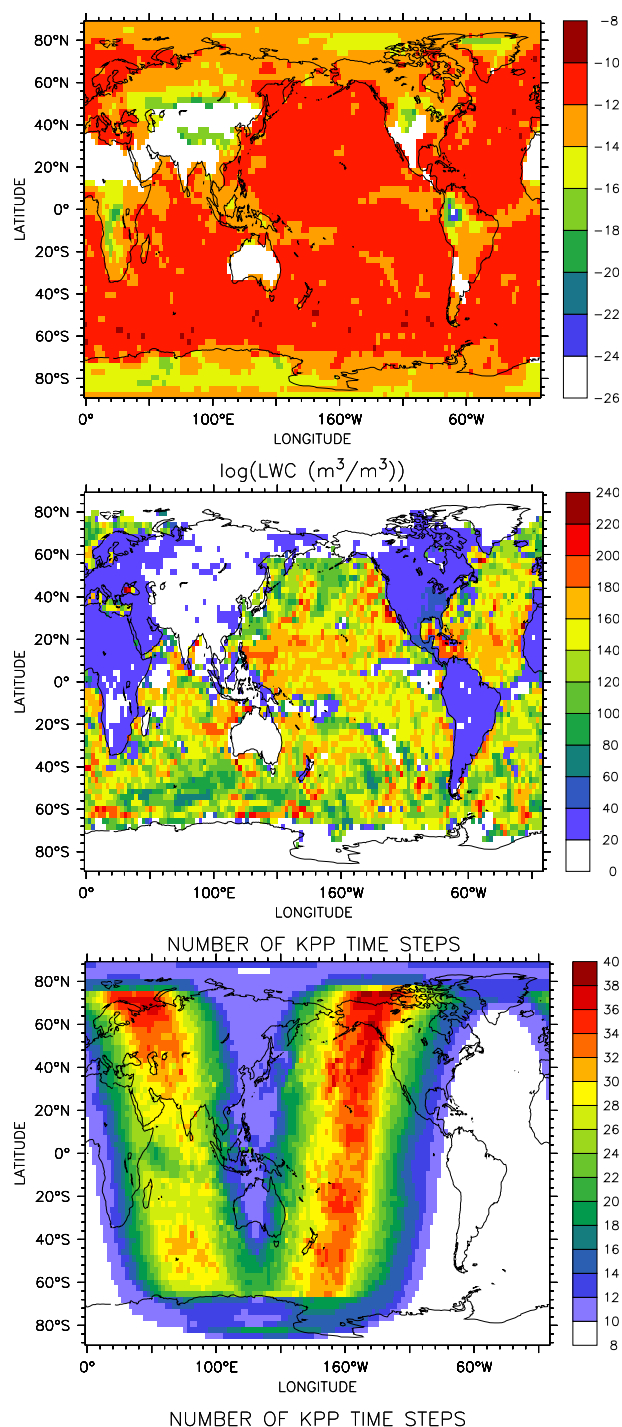 80°N
60°N
40°N
20°N
0°
20°S
40°S
60°S
80°S
LATITUDE
0°
100°E
160°W
60°W
LONGITUDE
-8
-10
-12
-14
-16
-18
-20
-22
-24
-26
log(LWC (m³/m³))
80°N
60°N
40°N
20°N
0°
20°S
40°S
60°S
80°S
LATITUDE
0°
100°E
160°W
60°W
LONGITUDE
240
220
200
180
160
140
120
100
80
60
40
20
0
NUMBER OF KPP TIME STEPS
80°N
60°N
40°N
20°N
0°
20°S
40°S
60°S
80°S
LATITUDE
0°
100°E
160°W
60°W
LONGITUDE
40
38
36
34
32
30
28
26
24
22
20
18
16
14
12
10
8
NUMBER OF KPP TIME STEPS